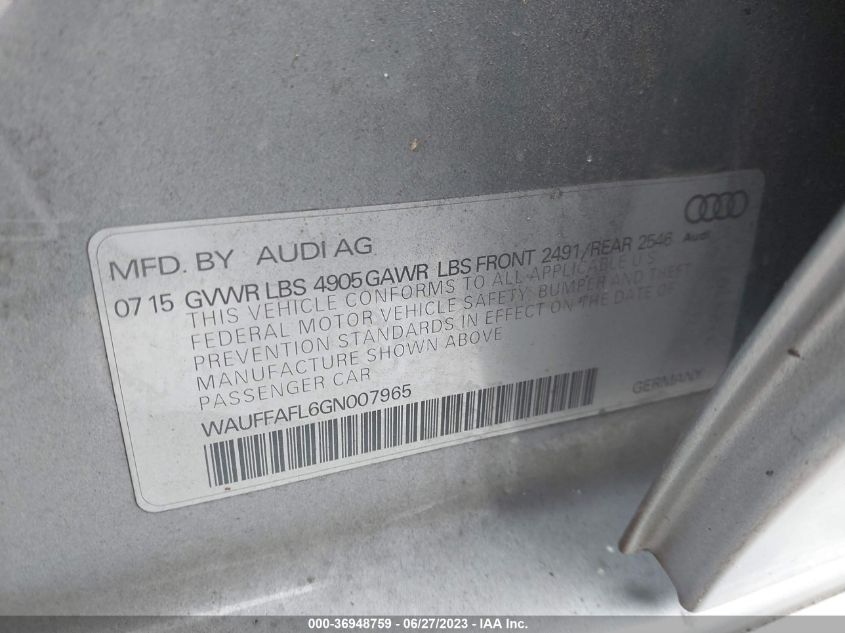 MFD. BY AUDI AG
07 15 GVWR LBS 4905 GAWR LBS FRONT 2491/REAR 2546
Audi
THIS VEHICLE CONFORMS TO ALL APPLICABLE U.S.
FEDERAL MOTOR VEHICLE SAFETY, BUMPER AND THEFT
PREVENTION STANDARDS IN EFFECT ON THE DATE OF
MANUFACTURE SHOWN ABOVE
PASSENGER CAR
WAUFFAFL6GN007965
GERMANY
000-36948759 - 06/27/2023 - IAA, Inc.